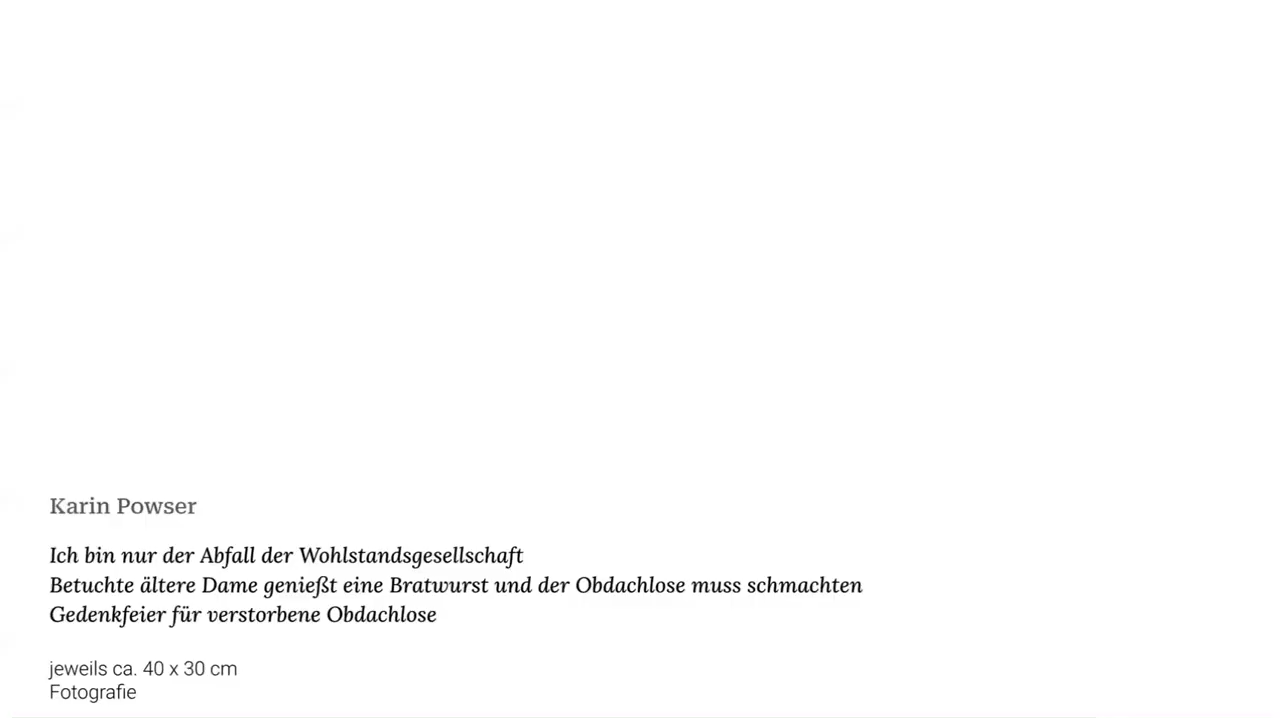 Karin Powser
Ich bin nur der Abfall der Wohlstandsgesellschaft
Betuchte ältere Dame genießt eine Bratwurst und der Obdachlose muss schmachten
Gedenkfeier für verstorbene Obdachlose
jeweils ca. 40 x 30 cm
Fotografie